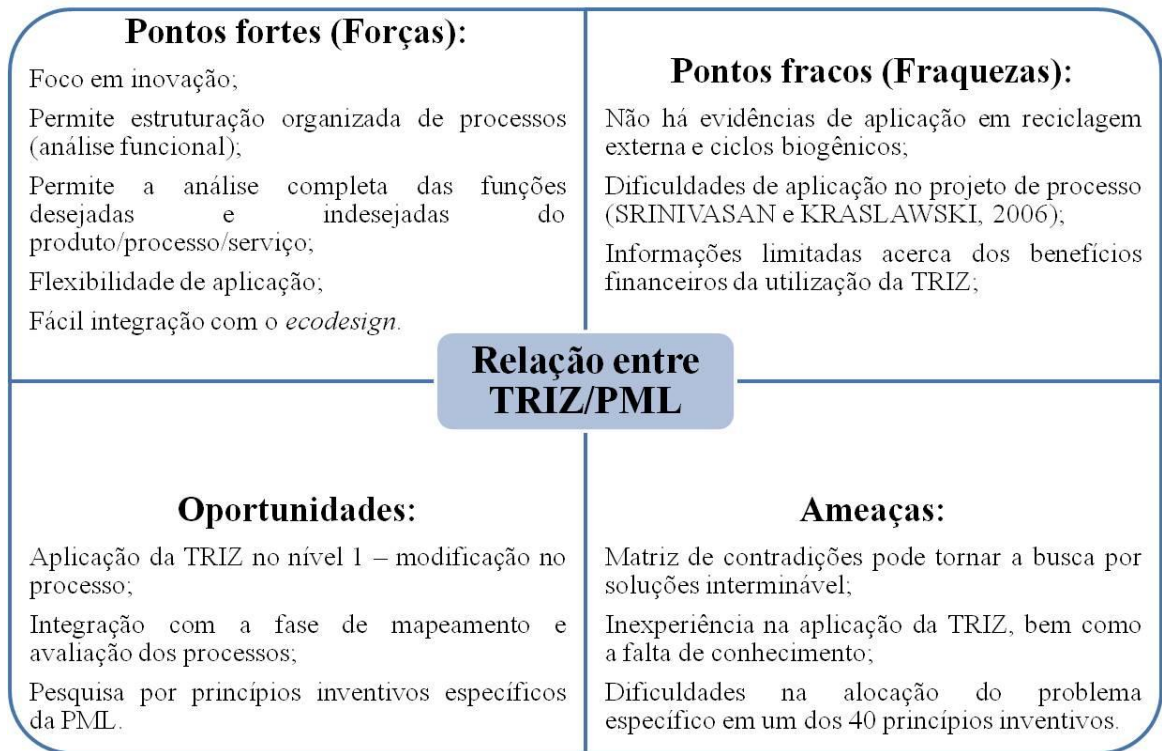 Pontos fortes (Forças):
Foco em inovação;
Permite estruturação organizada de processos
(análise funcional);
Permite a análise completa das funções
desejadas e indesejadas do
produto/processo/serviço;
Flexibilidade de aplicação;
Fácil integração com o ecodesign.
Pontos fracos (Fraquezas):
Não há evidências de aplicação em reciclagem
externa e ciclos biogênicos;
Dificuldades de aplicação no projeto de processo
(SRINIVASAN e KRASLAWSKI, 2006);
Informações limitadas acerca dos benefícios
financeiros da utilização da TRIZ;
Relação entre
TRIZ/PML
Oportunidades:
Aplicação da TRIZ no nível 1 – modificação no
processo;
Integração com a fase de mapeamento e
avaliação dos processos;
Pesquisa por princípios inventivos específicos
da PML.
Ameaças:
Matriz de contradições pode tornar a busca por
soluções interminável;
Inexperiência na aplicação da TRIZ, bem como
a falta de conhecimento;
Dificuldades na alocação do problema
específico em um dos 40 princípios inventivos.